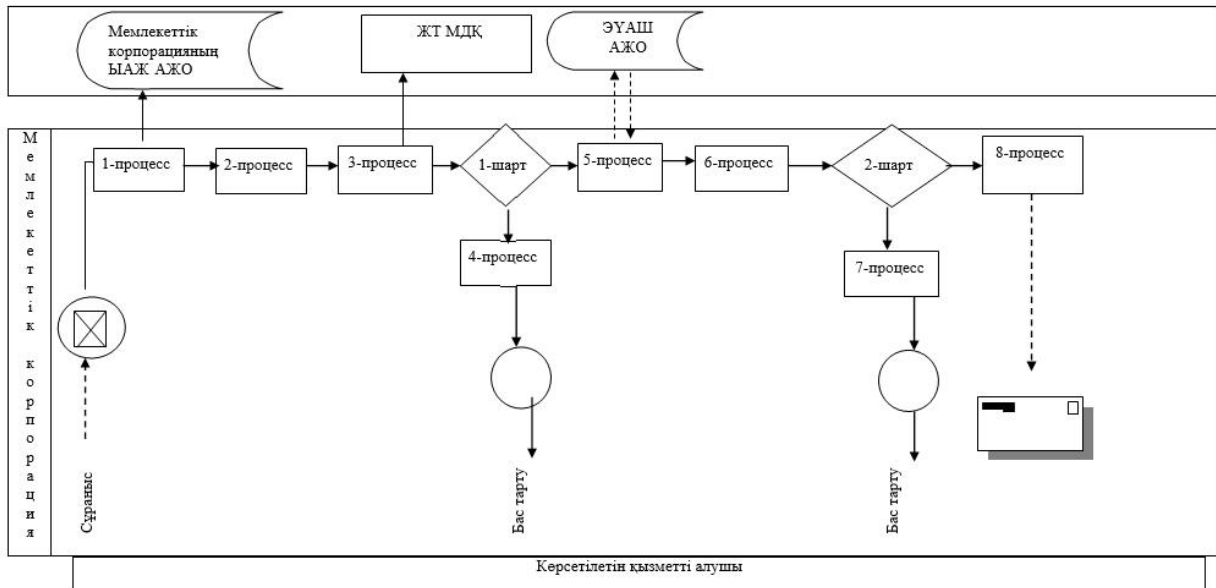 Мемлекеттік
корпорацияның
ЫАЖ АЖО
ЖТ МДҚ
ЭҮАШ
АЖО
Мемлекеттік корпорация
1-процесс
2-процесс
3-процесс
1-шарт
5-процесс
6-процесс
2-шарт
8-процесс
4-процесс
7-процесс
Сұраныс
Бас тарту
Бас тарту
Көрсетілетін қызметті алушы